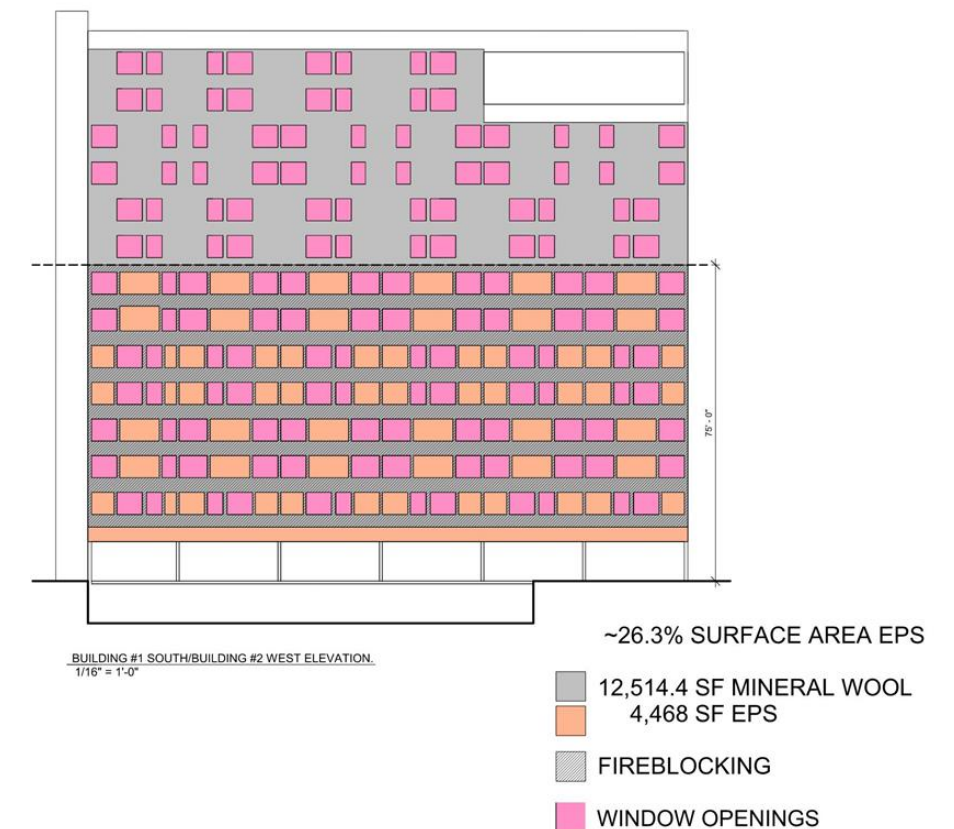 75' - 0"
BUILDING #1 SOUTH/BUILDING #2 WEST ELEVATION.
1/16" = 1'-0"
~26.3% SURFACE AREA EPS
12,514.4 SF MINERAL WOOL
4,468 SF EPS
FIREBLOCKING
WINDOW OPENINGS